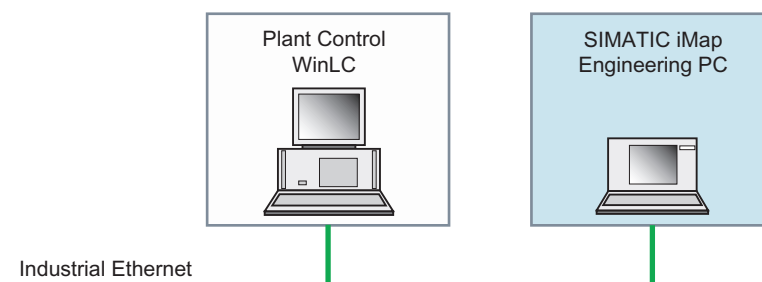 Plant Control
WinLC
SIMATIC iMap
Engineering PC
Industrial Ethernet